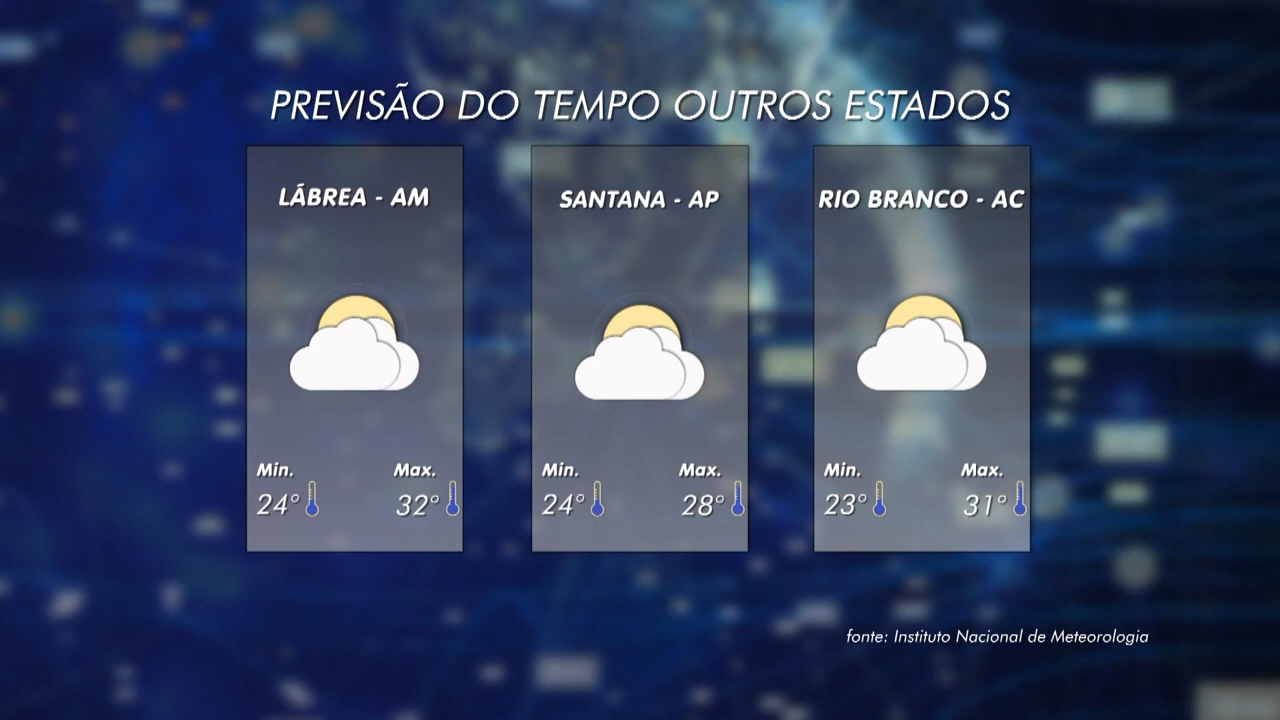 PREVISÃO DO TEMPO OUTROS ESTADOS
LÁBREA - AM
Min. Max.
24° 32°
SANTANA - AP
Min. Max.
24° 28°
RIO BRANCO - AC
Min. Max.
23° 31°
fonte: Instituto Nacional de Meteorologia